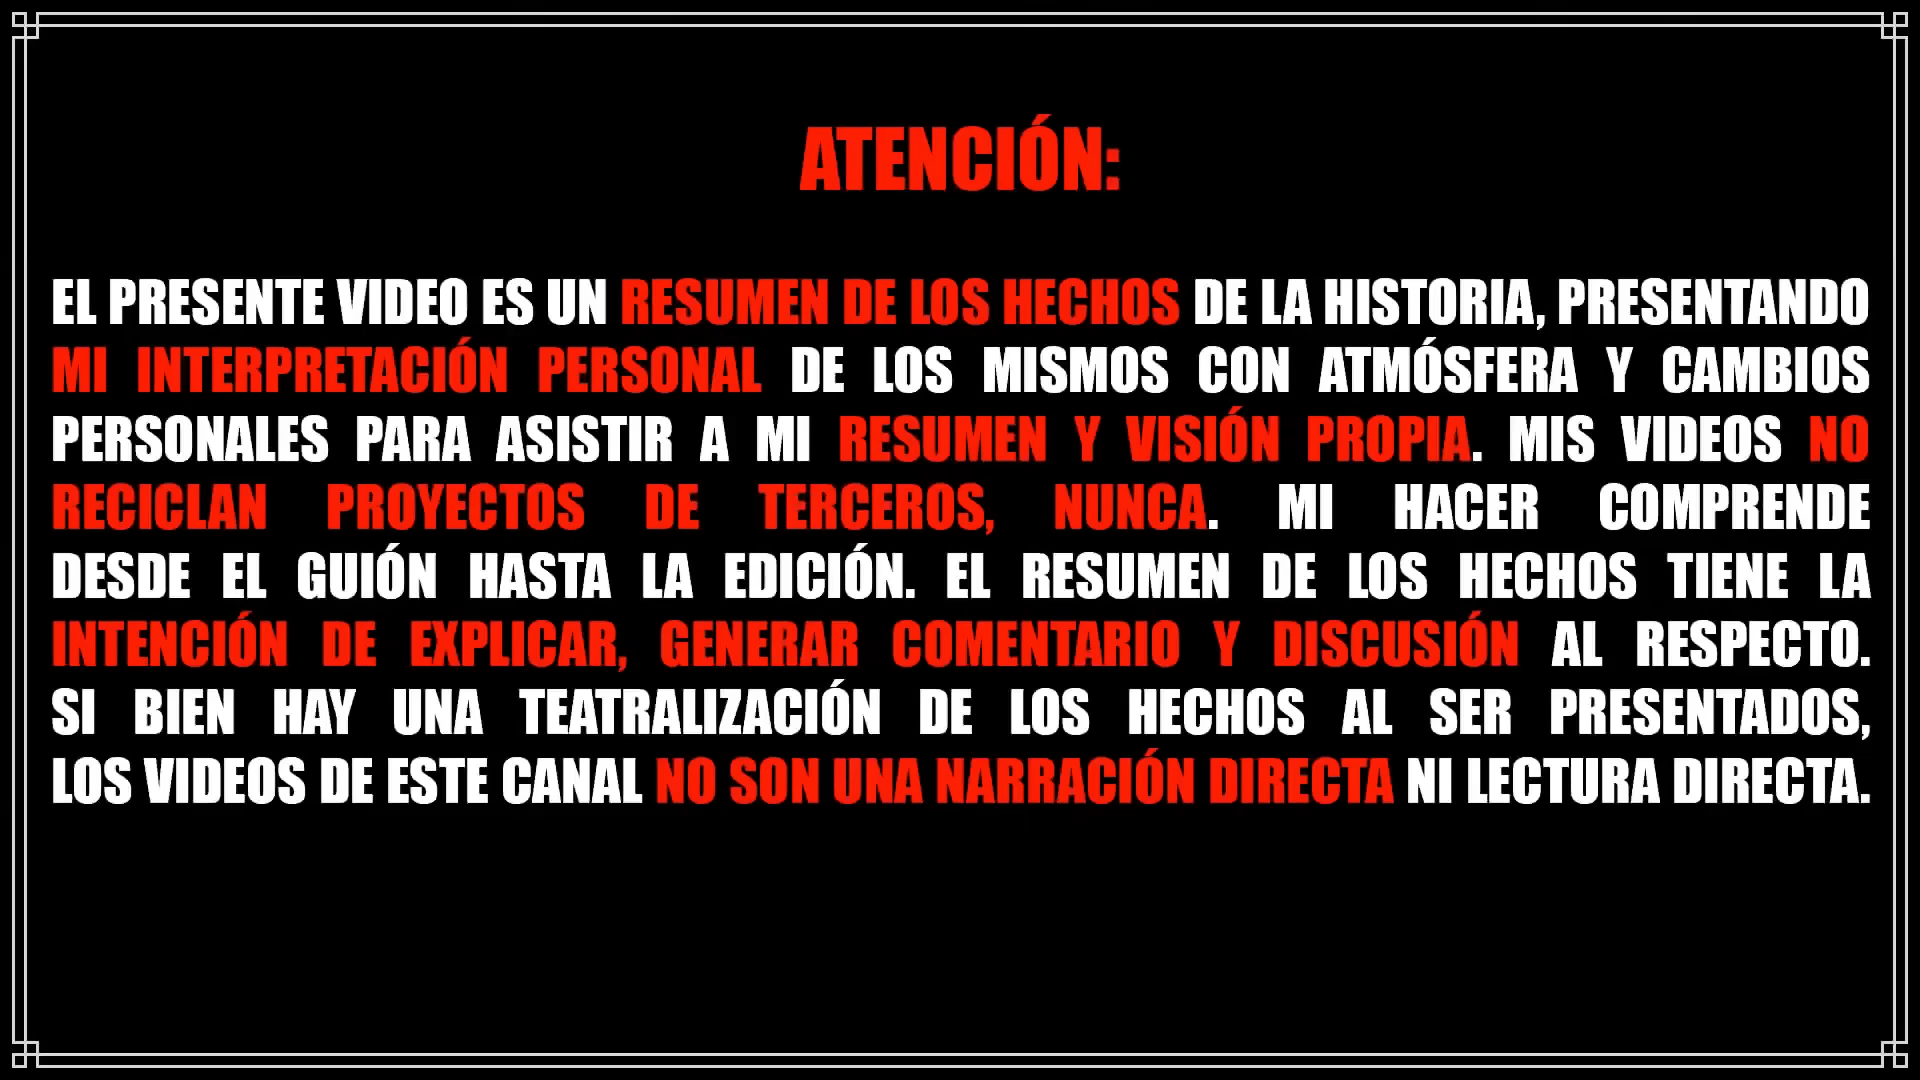 ATENCIÓN:
EL PRESENTE VIDEO ES UN RESUMEN DE LOS HECHOS DE LA HISTORIA, PRESENTANDO
MI INTERPRETACIÓN PERSONAL DE LOS MISMOS CON ATMÓSFERA Y CAMBIOS
PERSONALES PARA ASISTIR A MI RESUMEN Y VISIÓN PROPIA. MIS VIDEOS NO
RECICLAN PROYECTOS DE TERCEROS, NUNCA. MI HACER COMPRENDE
DESDE EL GUIÓN HASTA LA EDICIÓN. EL RESUMEN DE LOS HECHOS TIENE LA
INTENCIÓN DE EXPLICAR, GENERAR COMENTARIO Y DISCUSIÓN AL RESPECTO.
SI BIEN HAY UNA TEATRALIZACIÓN DE LOS HECHOS AL SER PRESENTADOS,
LOS VIDEOS DE ESTE CANAL NO SON UNA NARRACIÓN DIRECTA NI LECTURA DIRECTA.